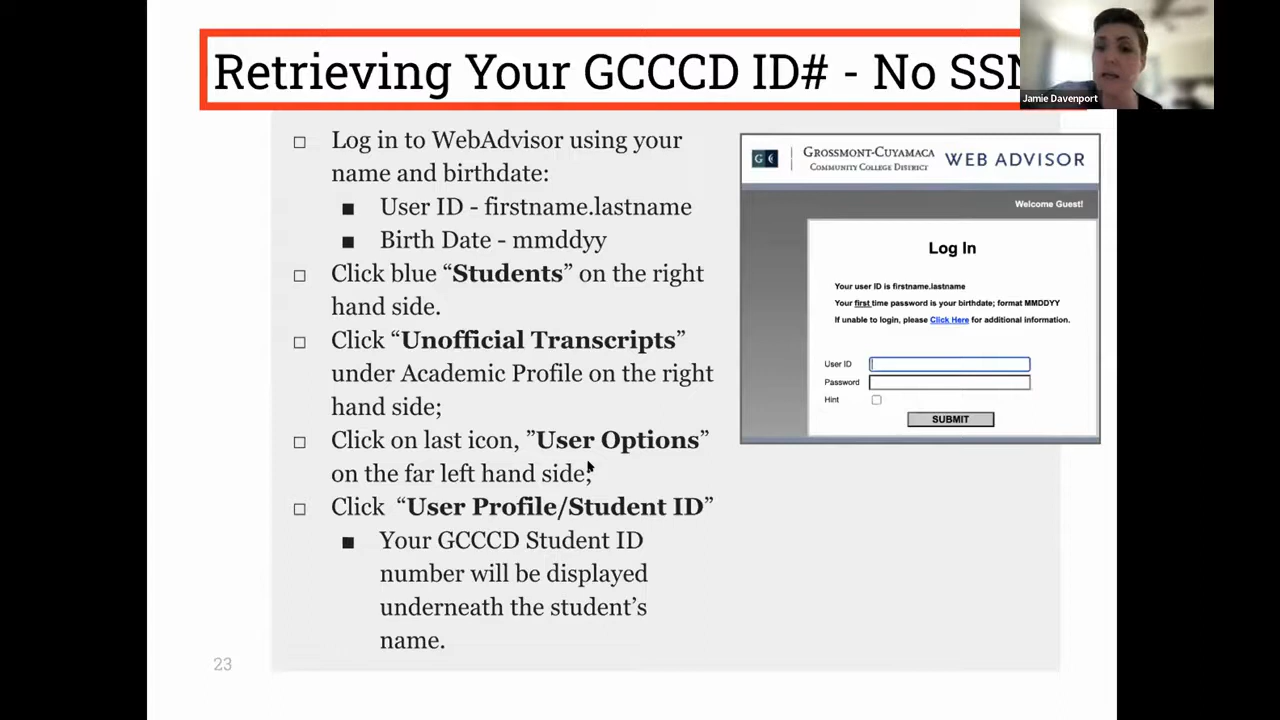 Retrieving Your GCCCD ID# - No SSN
Jamie Davenport
Log in to WebAdvisor using your
name and birthdate:
User ID - firstname.lastname
Birth Date - mmddyy
Click blue “Students” on the right
hand side.
Click “Unofficial Transcripts”
under Academic Profile on the right
hand side;
Click on last icon, ”User Options”
on the far left hand side;
Click “User Profile/Student ID”
Your GCCCD Student ID
number will be displayed
underneath the student’s
name.
23
GC
GROSSMONT-CUYAMACA
COMMUNITY COLLEGE DISTRICT
WEB ADVISOR
Welcome Guest!
Log In
Your user ID is firstname.lastname
Your first time password is your birthdate; format MMDDYY
If unable to login, please Click Here for additional information.
User ID
Password
Hint
SUBMIT